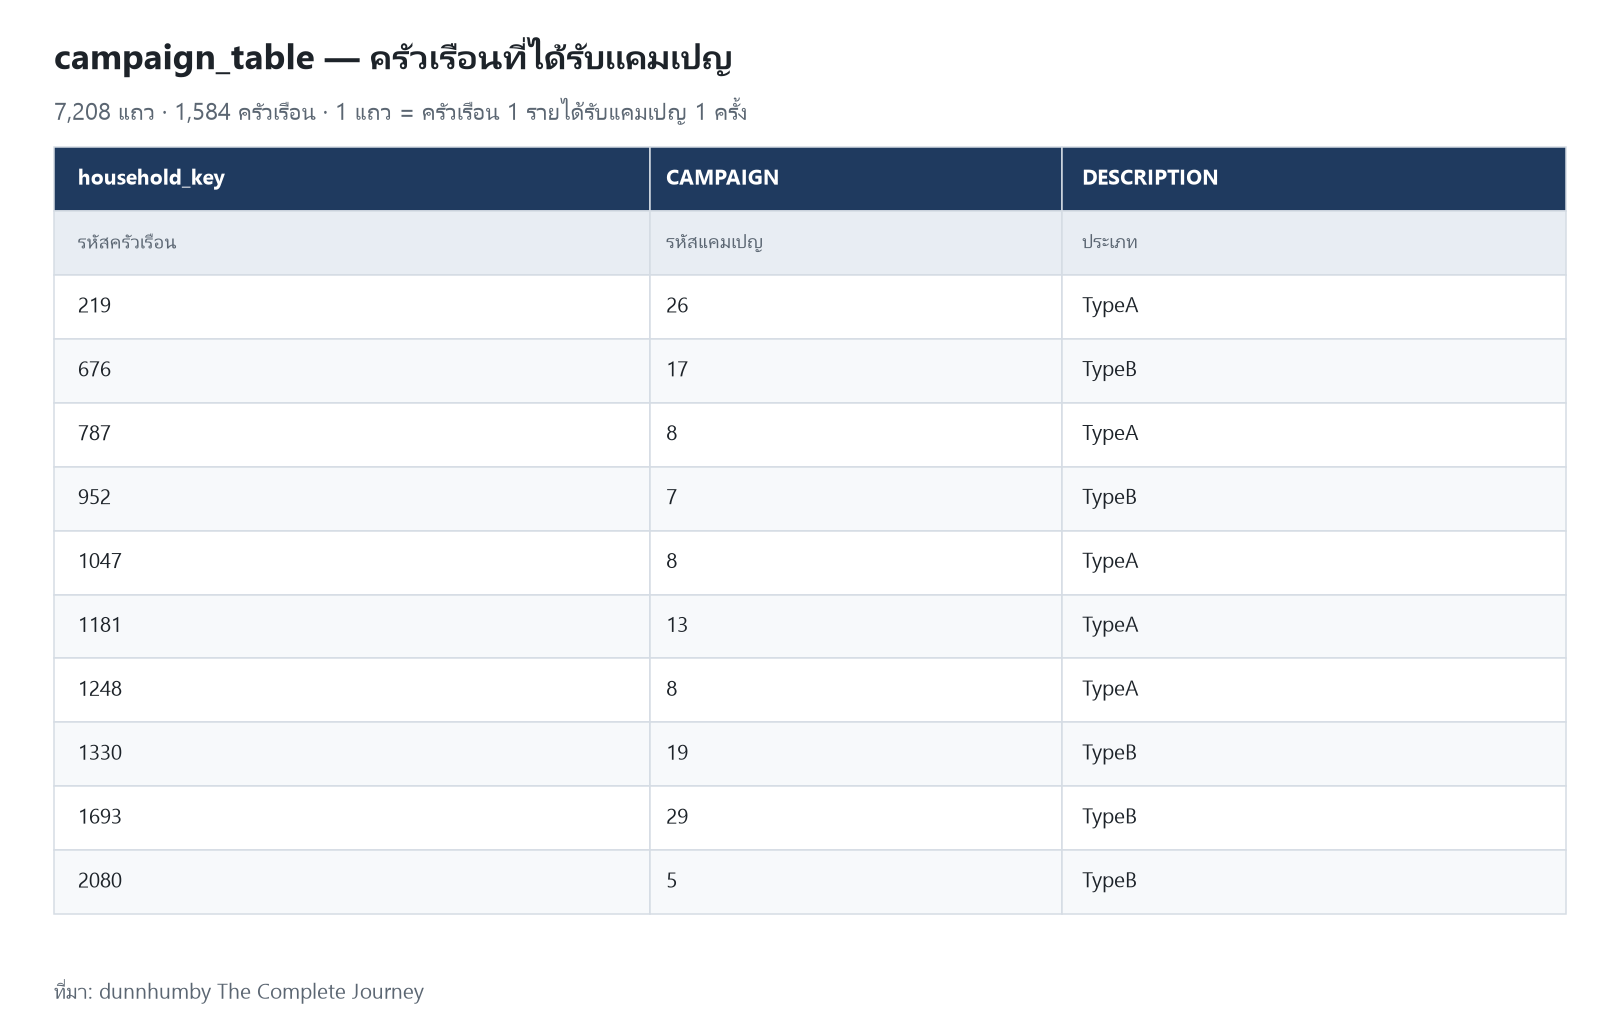 campaign_table — ครัวเรือนที่ได้รับแคมเปญ
7,208 แถว · 1,584 ครัวเรือน · 1 แถว = ครัวเรือน 1 รายได้รับแคมเปญ 1 ครั้ง
household_key CAMPAIGN DESCRIPTION
รหัสครัวเรือน รหัสแคมเปญ ประเภท
219 26 TypeA
676 17 TypeB
787 8 TypeA
952 7 TypeB
1047 8 TypeA
1181 13 TypeA
1248 8 TypeA
1330 19 TypeB
1693 29 TypeB
2080 5 TypeB
ที่มา: dunnhumby The Complete Journey